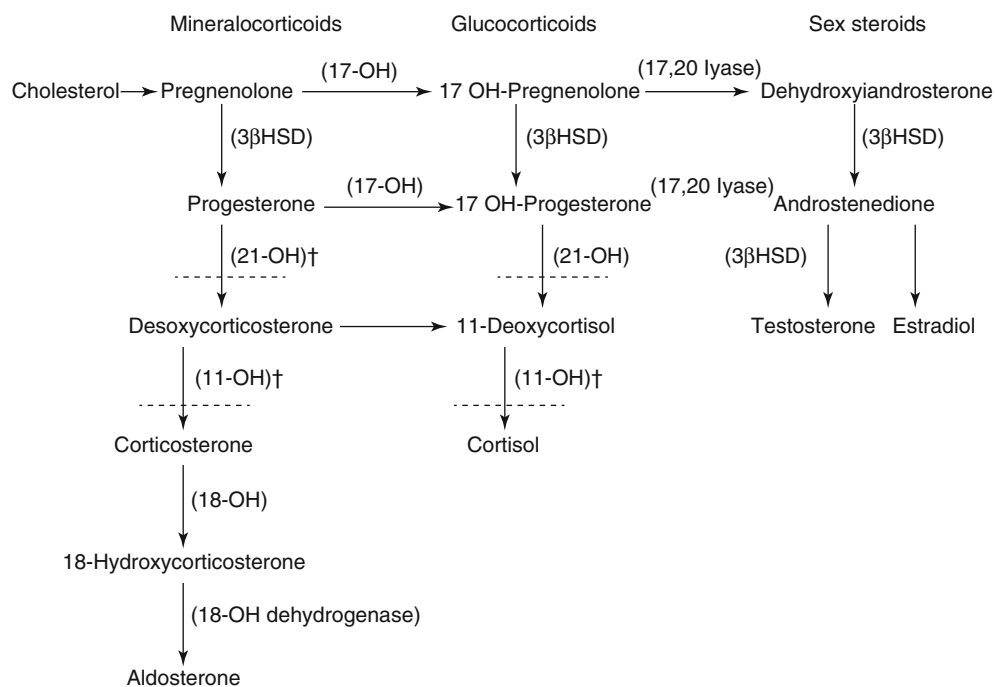 Mineralocorticoids Glucocorticoids Sex steroids
(17-OH) (17,20 lyase)
Cholesterol Pregnenolone 17 OH-Pregnenolone Dehydroxyiandrosterone
(3βHSD) (3βHSD) (3βHSD)
(17-OH) (17,20 lyase)
Progesterone 17 OH-Progesterone Androstenedione
(21-OH)† (21-OH) (3βHSD)
Desoxycorticosterone 11-Deoxycortisol Testosterone Estradiol
(11-OH)† (11-OH)†
Corticosterone Cortisol
(18-OH)
18-Hydroxycorticosterone
(18-OH dehydrogenase)
Aldosterone